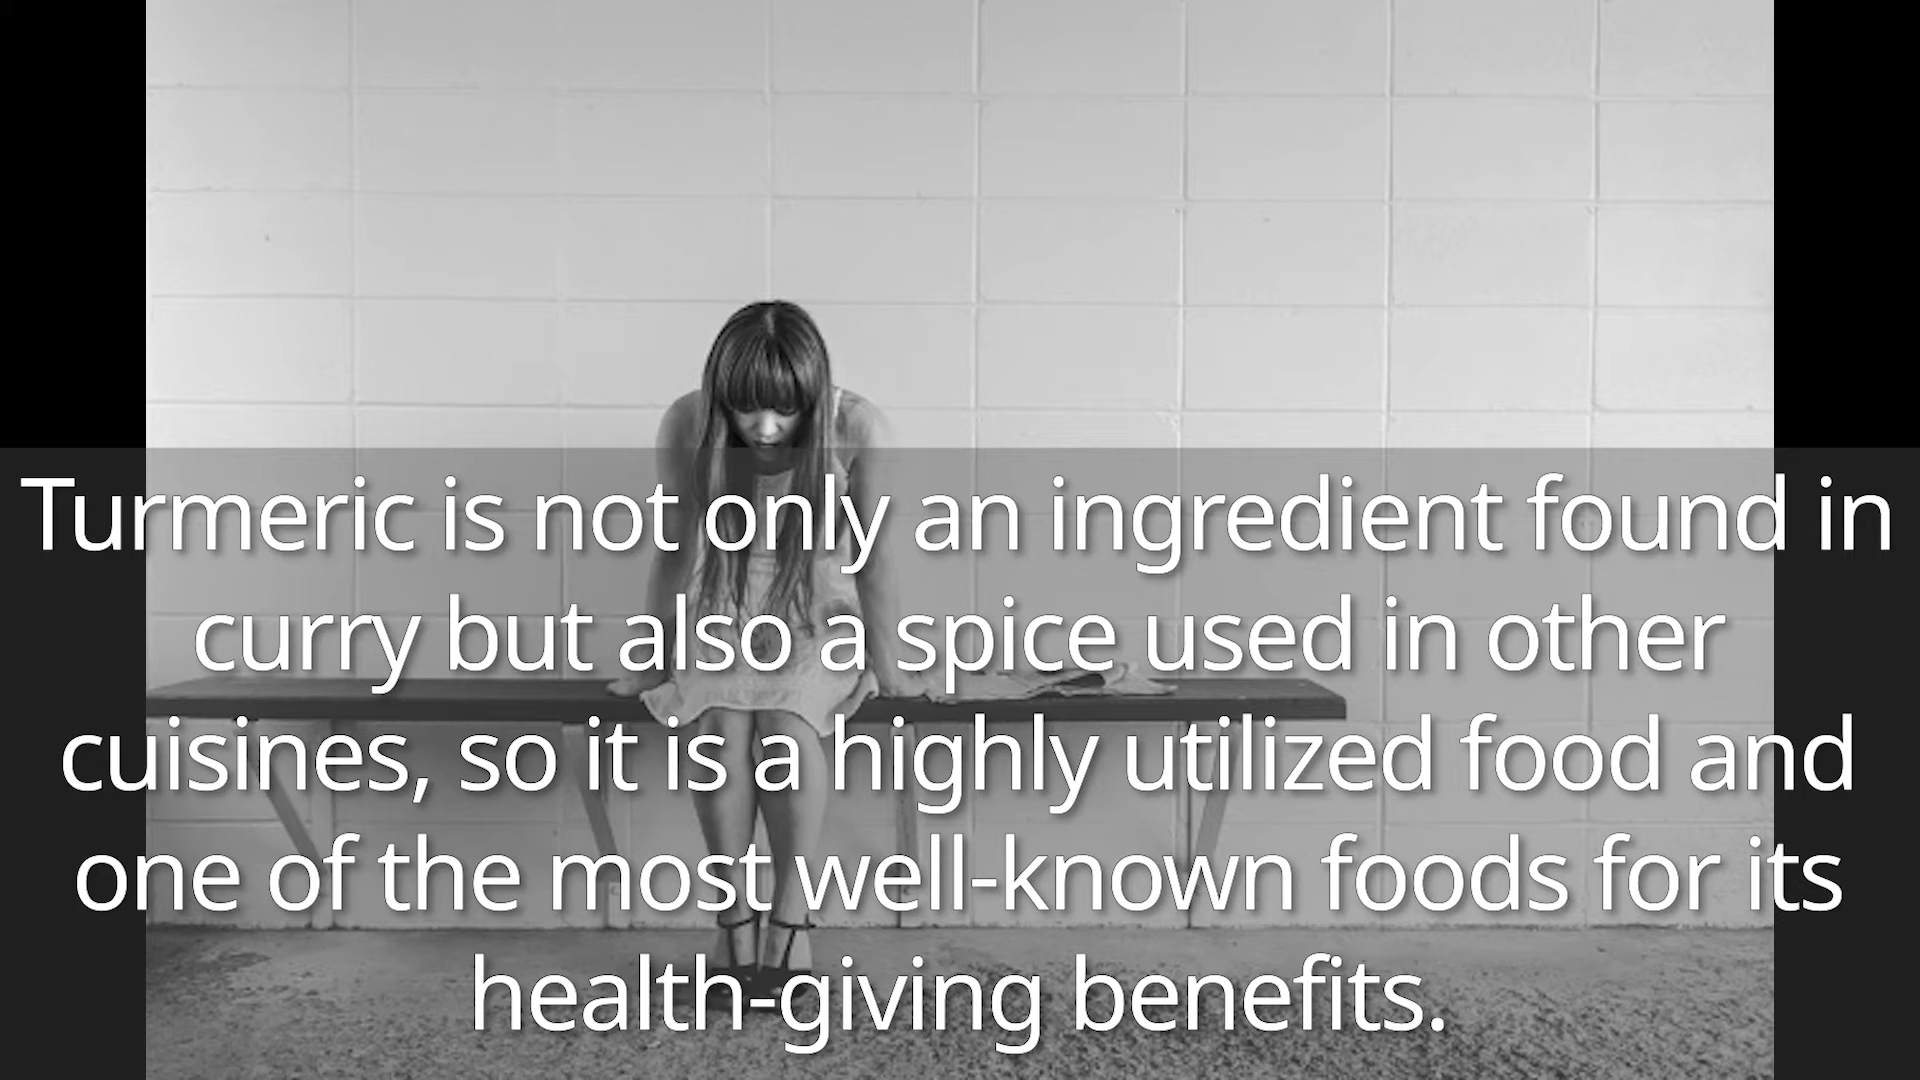 Turmeric is not only an ingredient found in
curry but also a spice used in other
cuisines, so it is a highly utilized food and
one of the most well-known foods for its
health-giving benefits.